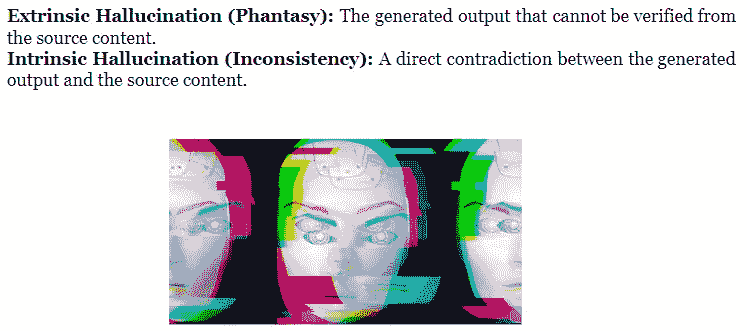 Extrinsic Hallucination (Phantasy): The generated output that cannot be verified from
the source content.
Intrinsic Hallucination (Inconsistency): A direct contradiction between the generated
output and the source content.